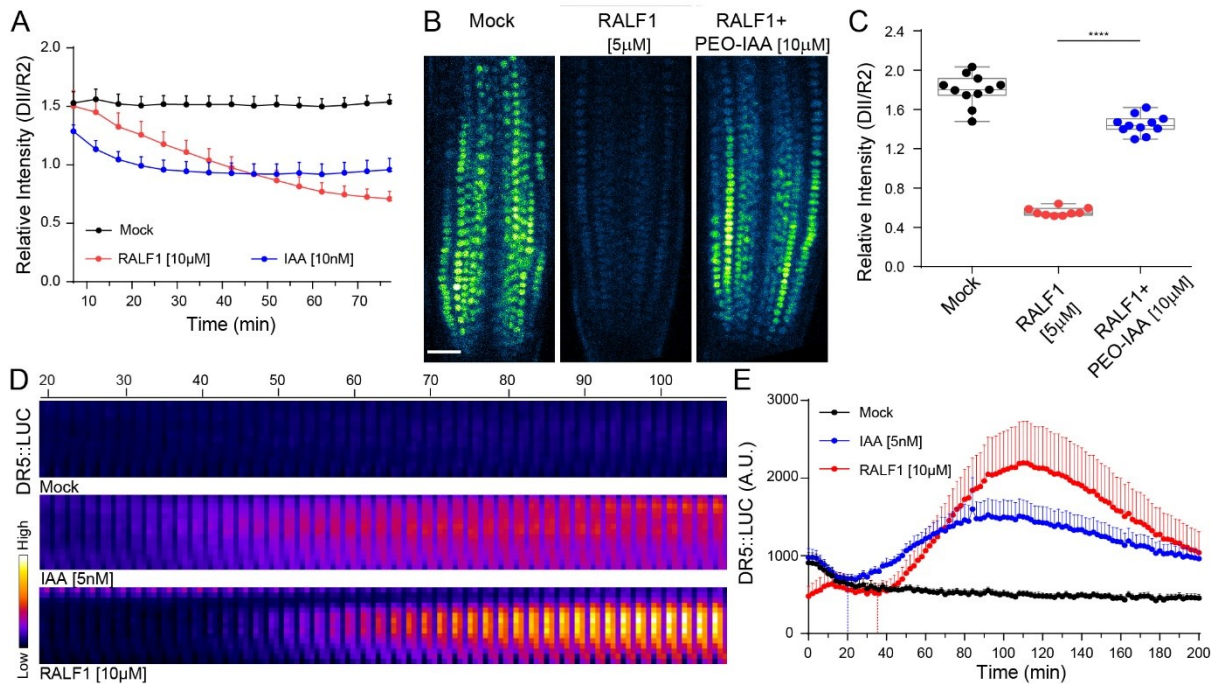 A
Relative Intensity (DII/R2)
2.0
1.5
1.0
0.5
0.0
Mock
RALF1 [10µM]
IAA [10nM]
10 20 30 40 50 60 70
Time (min)
B
Mock
RALF1
[5µM]
RALF1+
PEO-IAA [10µM]
C
Relative Intensity (DII/R2)
2.4
2.0
1.6
1.2
0.8
0.4
0.0
****
Mock
RALF1
[5µM]
RALF1+
PEO-IAA [10µM]
D
20 30 40 50 60 70 80 90 100
DR5::LUC
Mock
IAA [5nM]
RALF1 [10µM]
High
Low
E
DR5::LUC (A.U.)
3000
2000
1000
0
Mock
IAA [5nM]
RALF1 [10µM]
0 20 40 60 80 100 120 140 160 180 200
Time (min)